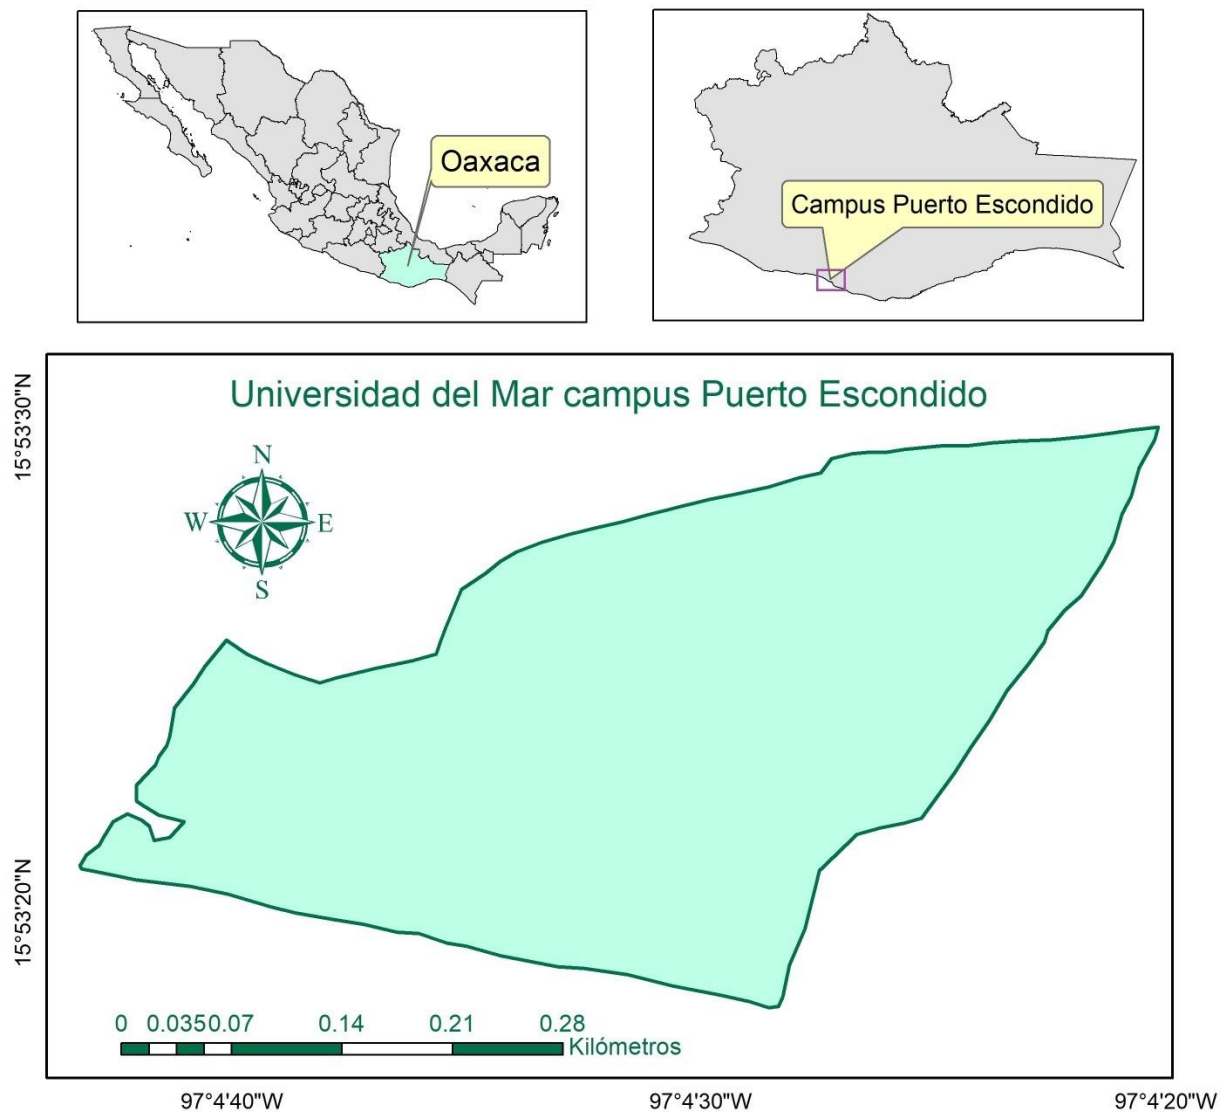 Oaxaca
Campus Puerto Escondido
Universidad del Mar campus Puerto Escondido
15°53'30"N
N
W E
S
15°53'20"N
0 0.035 0.07 0.14 0.21 0.28
Kilómetros
97°4'40"W 97°4'30"W 97°4'20"W